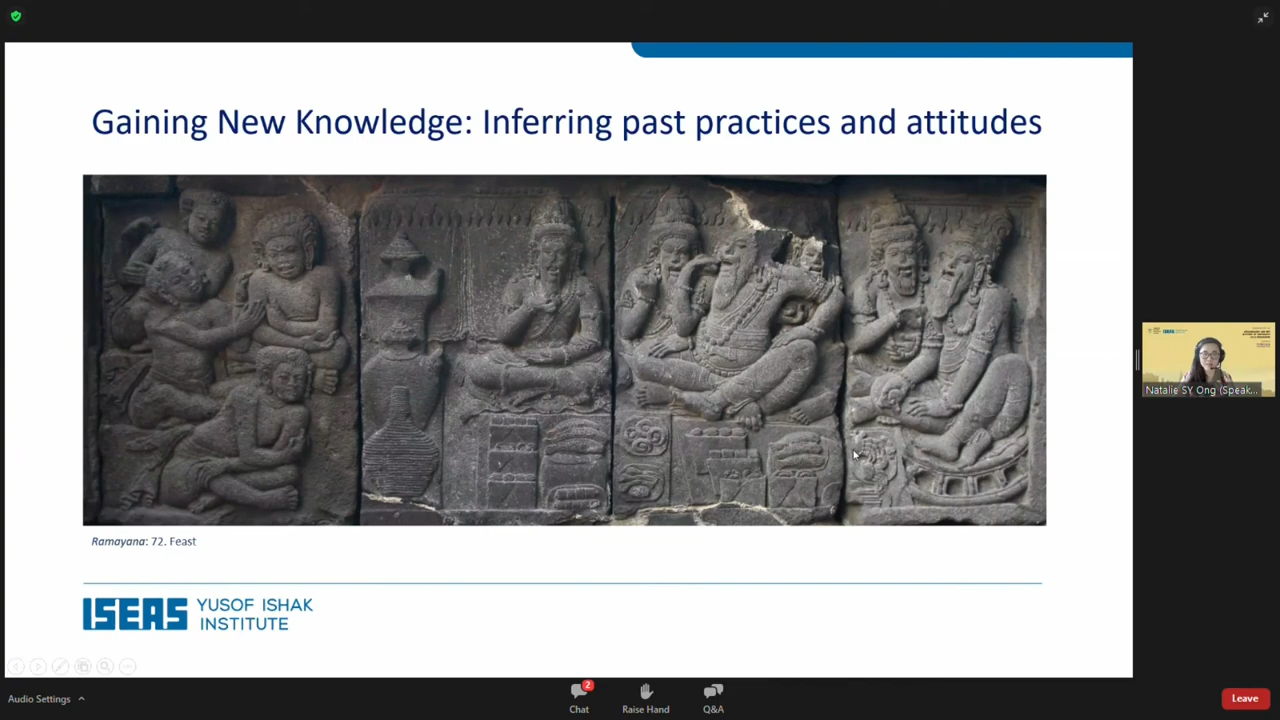 Gaining New Knowledge: Inferring past practices and attitudes
Ramayana: 72. Feast
ISEAS YUSOF ISHAK
INSTITUTE
Natalie SY Ong (Speak...
Audio Settings
2
Chat
Raise Hand
Q&A
Leave